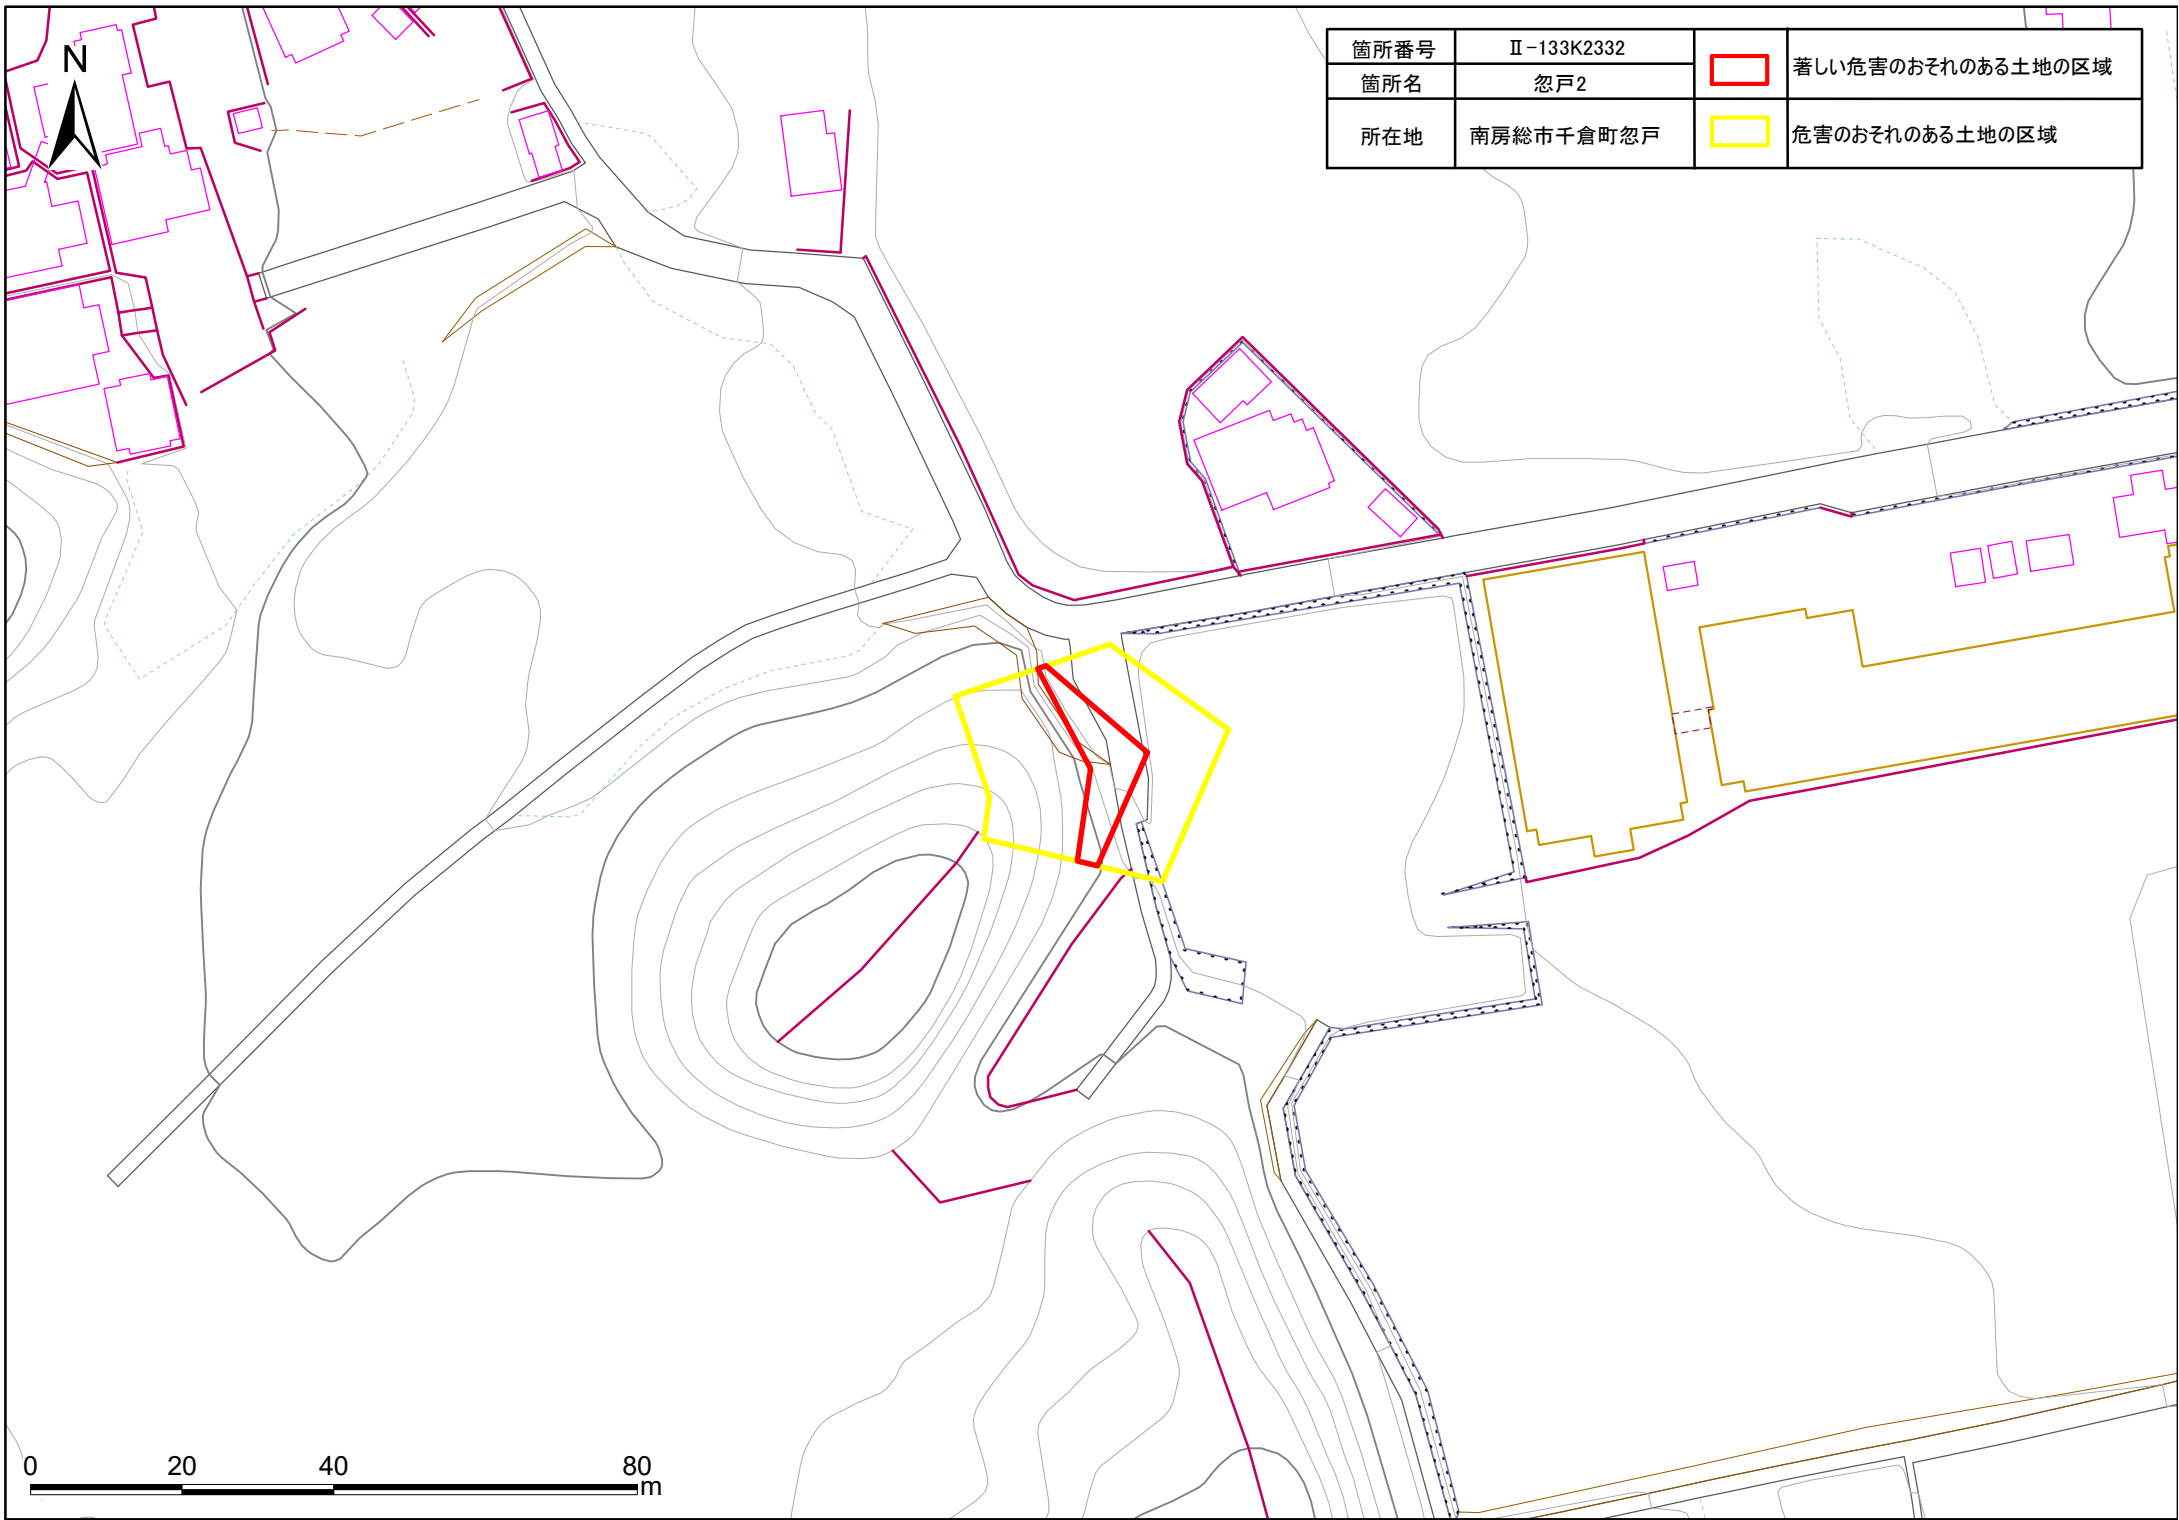 N
箇所番号 Ⅱ-133K2332 著しい危害のおそれのある土地の区域
箇所名 忽戸2
所在地 南房総市千倉町忽戸 危害のおそれのある土地の区域
0 20 40 80
m